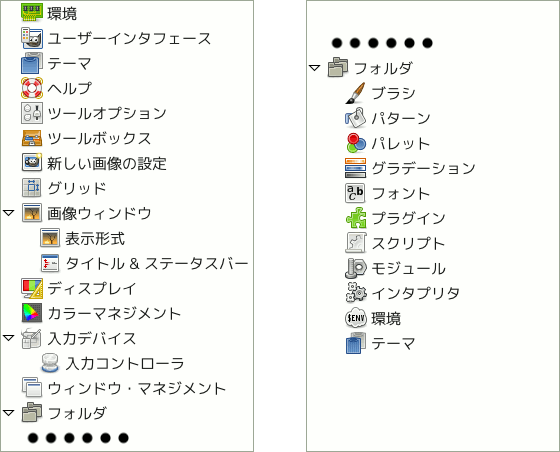 環境
ユーザーインタフェース
テーマ
ヘルプ
ツールオプション
ツールボックス
新しい画像の設定
グリッド
画像ウィンドウ
表示形式
タイトル & ステータスバー
ディスプレイ
カラーマネジメント
入力デバイス
入力コントローラ
ウィンドウ・マネジメント
フォルダ
●●●●●●
●●●●●●
フォルダ
ブラシ
パターン
パレット
グラデーション
abc
フォント
プラグイン
スクリプト
モジュール
インタプリタ
$ENV
環境
テーマ